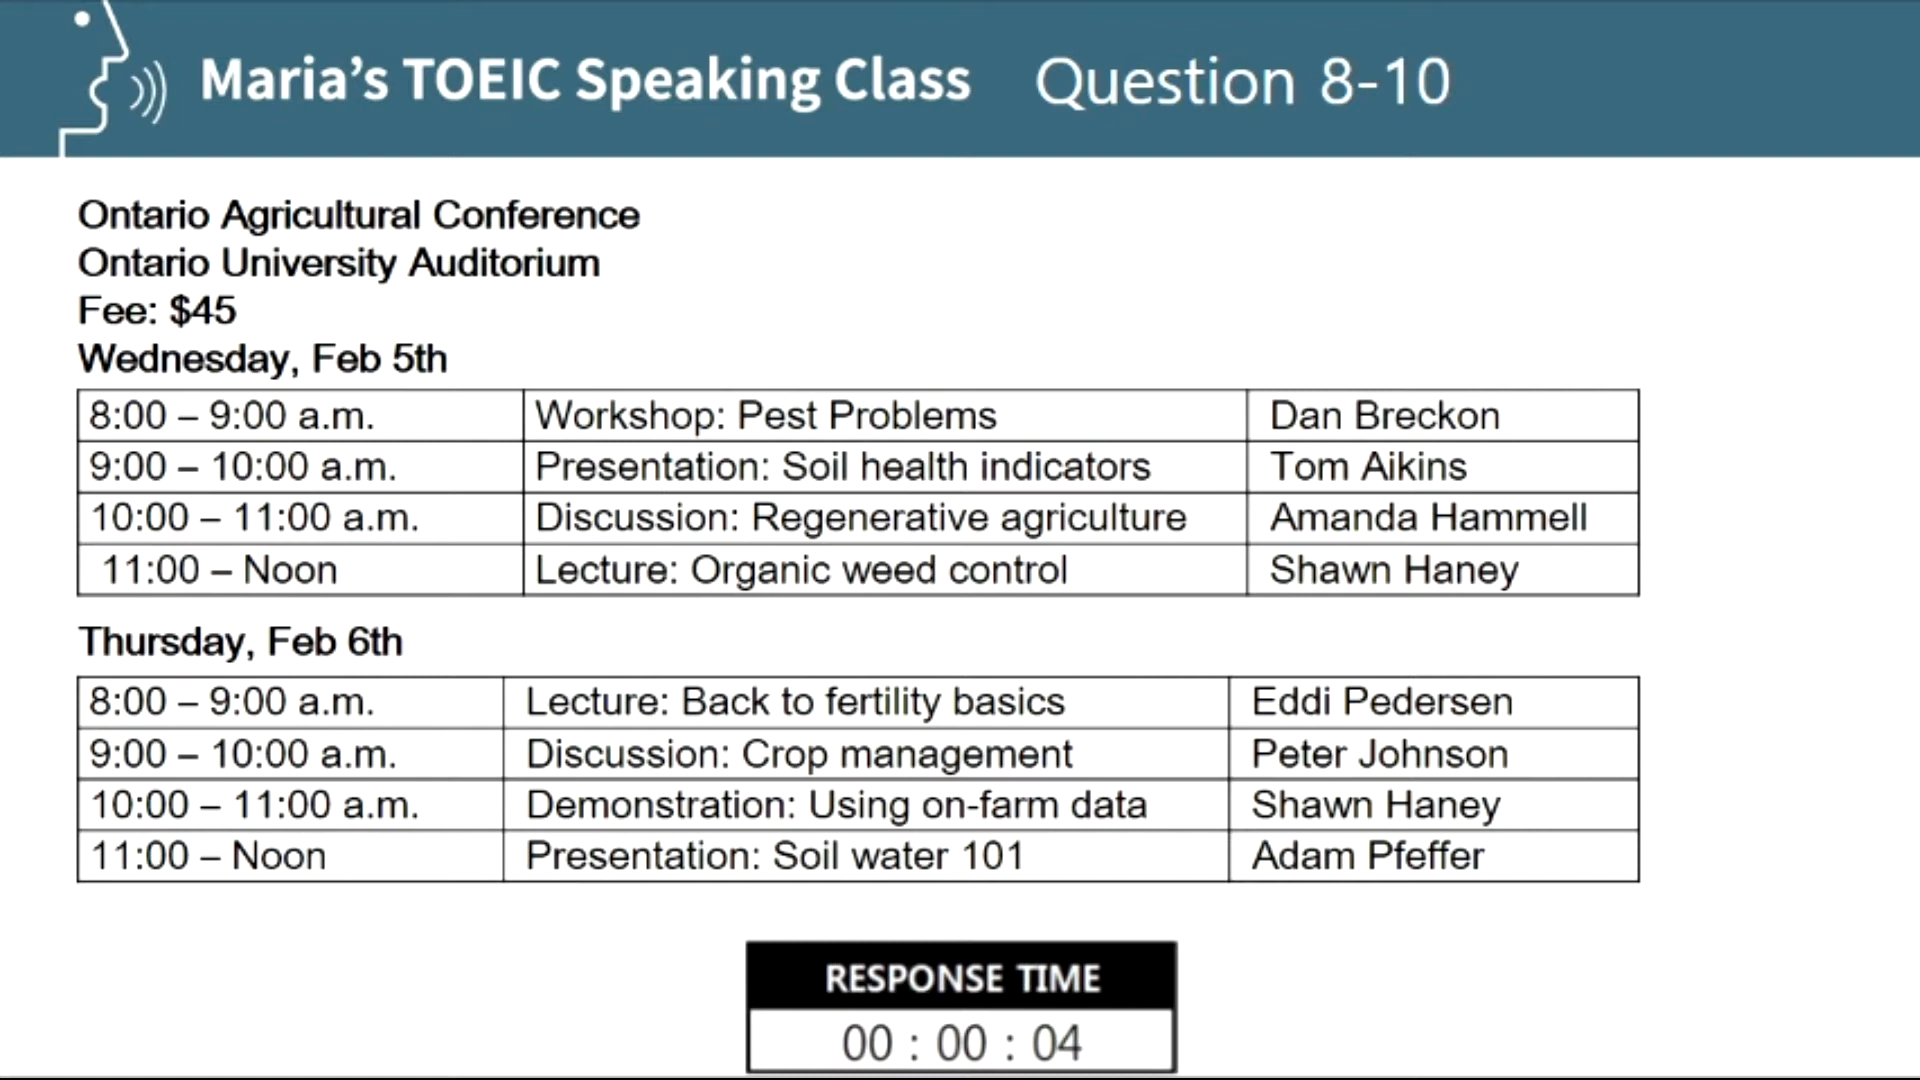 Maria's TOEIC Speaking Class Question 8-10
Ontario Agricultural Conference
Ontario University Auditorium
Fee: $45
Wednesday, Feb 5th
8:00 – 9:00 a.m. Workshop: Pest Problems Dan Breckon
9:00 – 10:00 a.m. Presentation: Soil health indicators Tom Aikins
10:00 – 11:00 a.m. Discussion: Regenerative agriculture Amanda Hammell
11:00 – Noon Lecture: Organic weed control Shawn Haney
Thursday, Feb 6th
8:00 – 9:00 a.m. Lecture: Back to fertility basics Eddi Pedersen
9:00 – 10:00 a.m. Discussion: Crop management Peter Johnson
10:00 – 11:00 a.m. Demonstration: Using on-farm data Shawn Haney
11:00 – Noon Presentation: Soil water 101 Adam Pfeffer
RESPONSE TIME
00 : 00 : 04